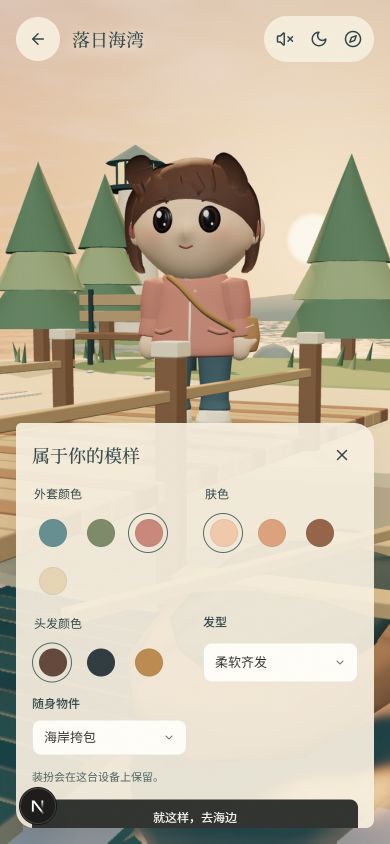 落日海湾
属于你的模样
外套颜色
肤色
头发颜色
发型
柔软齐发
随身物件
海岸挎包
装扮会在这台设备上保留。
N
就这样，去海边